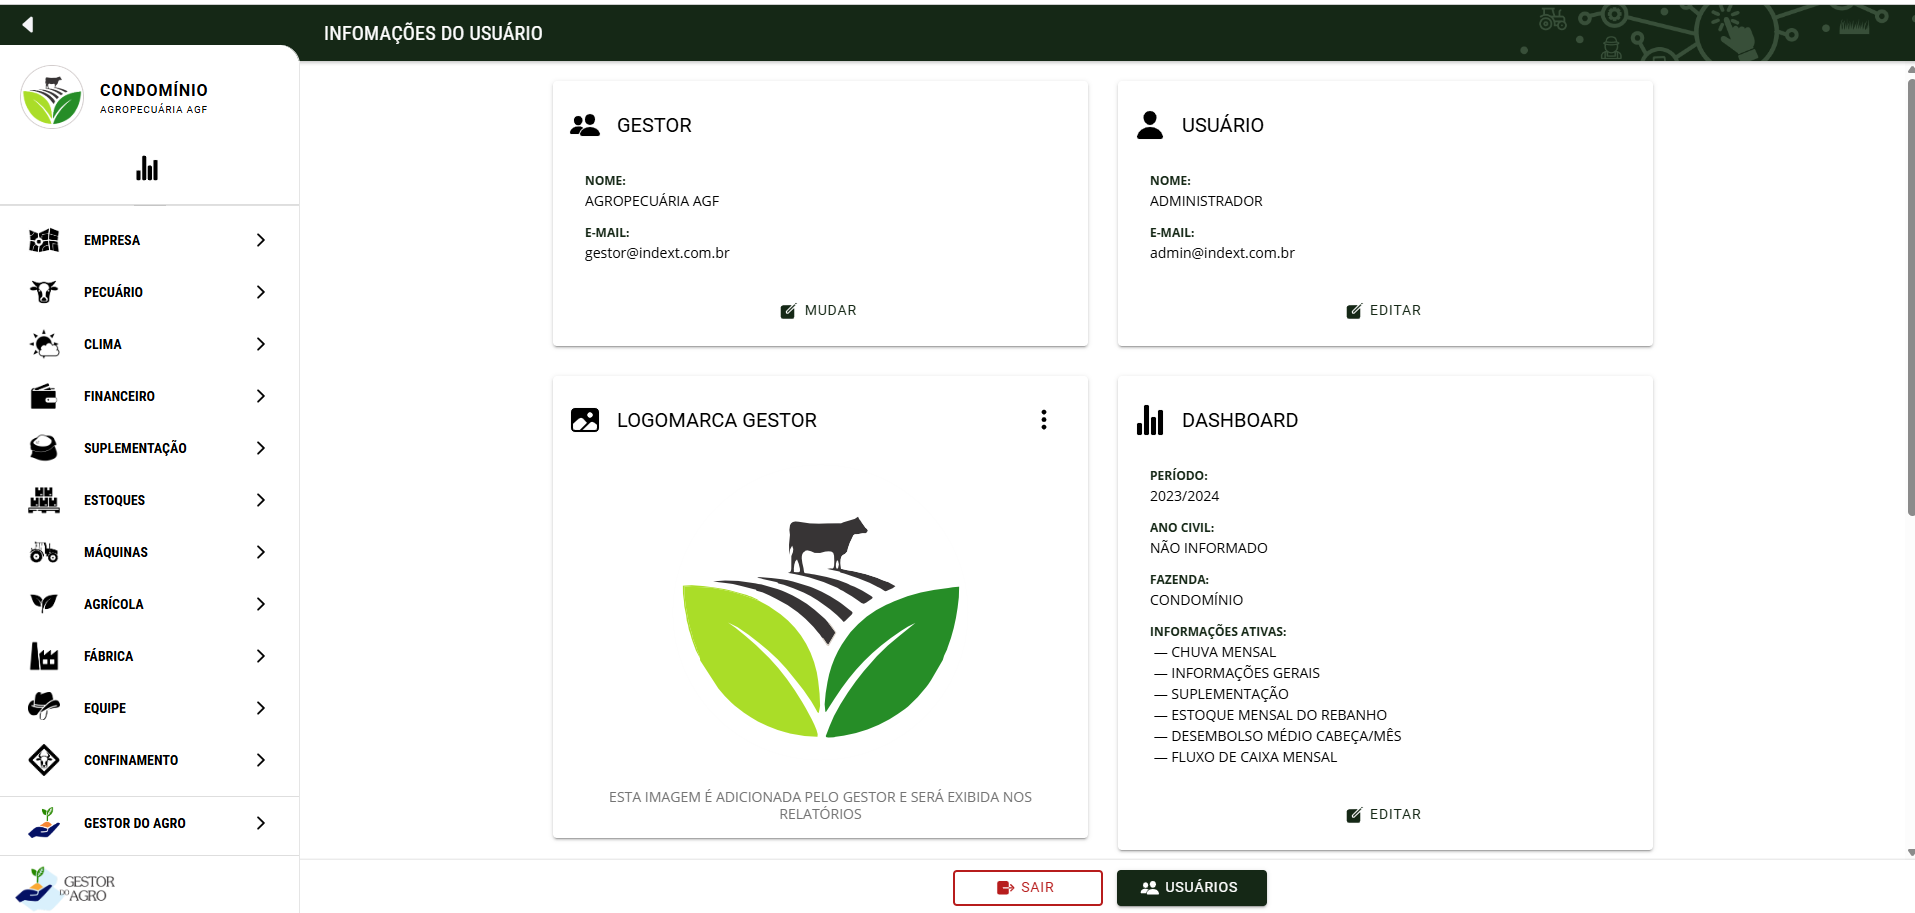 INFOMAÇÕES DO USUÁRIO
CONDOMÍNIO
AGROPECUÁRIA AGF
EMPRESA
PECUÁRIO
CLIMA
FINANCEIRO
SUPLEMENTAÇÃO
ESTOQUES
MÁQUINAS
AGRÍCOLA
FÁBRICA
EQUIPE
CONFINAMENTO
GESTOR DO AGRO
GESTOR
DO AGRO
GESTOR
NOME:
AGROPECUÁRIA AGF
E-MAIL:
gestor@indext.com.br
MUDAR
USUÁRIO
NOME:
ADMINISTRADOR
E-MAIL:
admin@indext.com.br
EDITAR
LOGOMARCA GESTOR
ESTA IMAGEM É ADICIONADA PELO GESTOR E SERÁ EXIBIDA NOS
RELATÓRIOS
DASHBOARD
PERÍODO:
2023/2024
ANO CIVIL:
NÃO INFORMADO
FAZENDA:
CONDOMÍNIO
INFORMAÇÕES ATIVAS:
— CHUVA MENSAL
— INFORMAÇÕES GERAIS
— SUPLEMENTAÇÃO
— ESTOQUE MENSAL DO REBANHO
— DESEMBOLSO MÉDIO CABEÇA/MÊS
— FLUXO DE CAIXA MENSAL
EDITAR
SAIR
USUÁRIOS